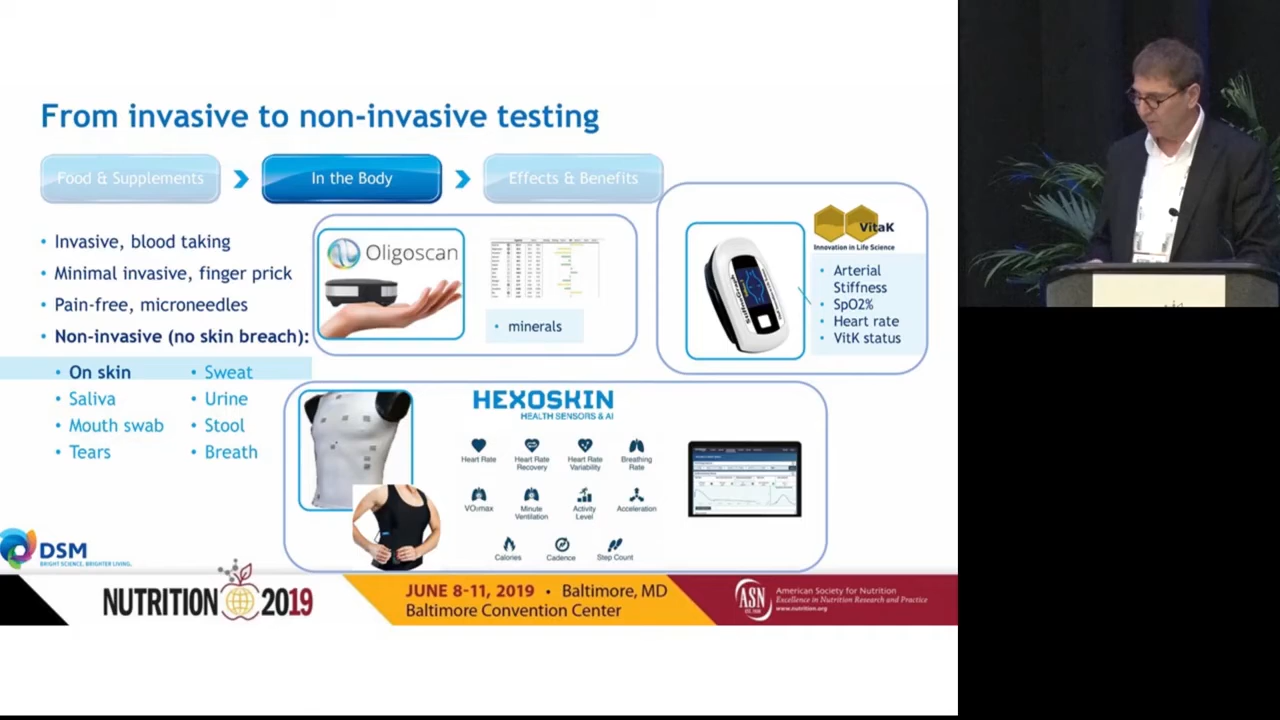 From invasive to non-invasive testing
Food & Supplements
In the Body
Effects & Benefits
• Invasive, blood taking
• Minimal invasive, finger prick
• Pain-free, microneedles
• Non-invasive (no skin breach):
• On skin
• Sweat
• Saliva
• Urine
• Mouth swab
• Stool
• Tears
• Breath
Oligoscan
• minerals
VitaK
Innovation in Life Science
• Arterial
Stiffness
• SpO2%
• Heart rate
• VitK status
HEXOSKIN
HEALTH SENSORS & AI
Heart Rate
Heart Rate
Recovery
Heart Rate
Variability
Breathing
Rate
VO₂max
Minute
Ventilation
Activity
Level
Acceleration
Calories
Cadence
Step Count
DSM
BRIGHT SCIENCE. BRIGHTER LIVING.
NUTRITION 2019
JUNE 8-11, 2019 • Baltimore, MD
Baltimore Convention Center
ASN
American Society for Nutrition
Excellence in Nutrition Research and Practice
www.nutrition.org